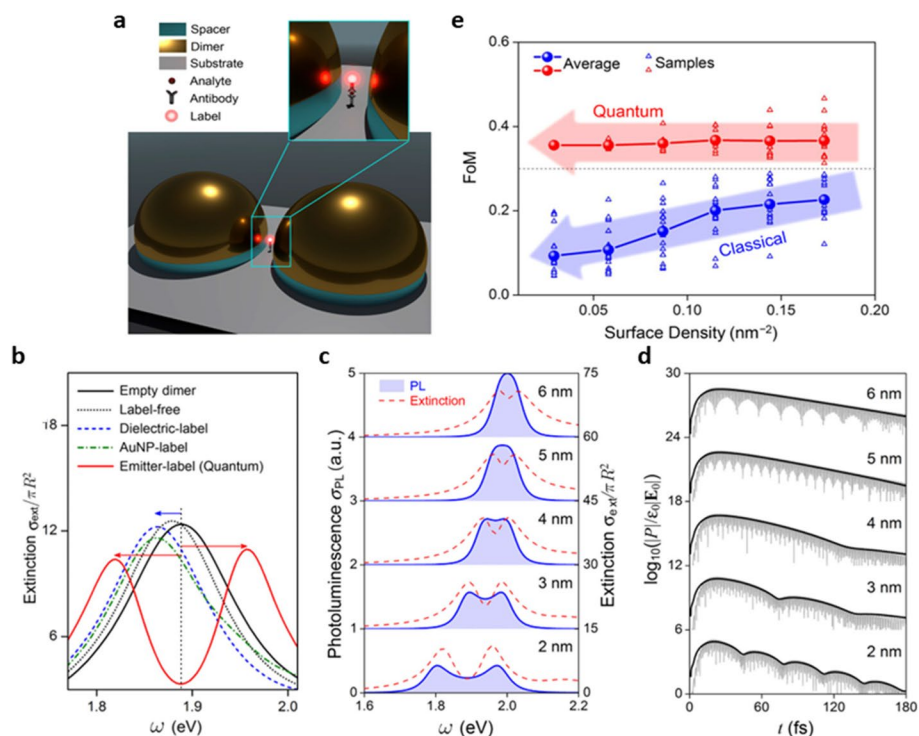 a
Spacer
Dimer
Substrate
Analyte
Antibody
Label
e
Average
Samples
Quantum
Classical
FoM
0.6
0.4
0.2
0.0
0.05
0.10
0.15
0.20
Surface Density (nm⁻²)
b
Empty dimer
Label-free
Dielectric-label
AuNP-label
Emitter-label (Quantum)
Extinction σext/πR²
18
12
6
1.8
1.9
2.0
ω (eV)
c
PL
Extinction
6 nm
5 nm
4 nm
3 nm
2 nm
Photoluminescence σPL (a.u.)
5
4
3
2
1
0
Extinction σext/πR²
75
60
45
30
15
0
1.6
1.8
2.0
2.2
ω (eV)
d
6 nm
5 nm
4 nm
3 nm
2 nm
log₁₀(|P|/ε₀|E₀|)
30
24
18
12
6
0
0
60
120
180
t (fs)